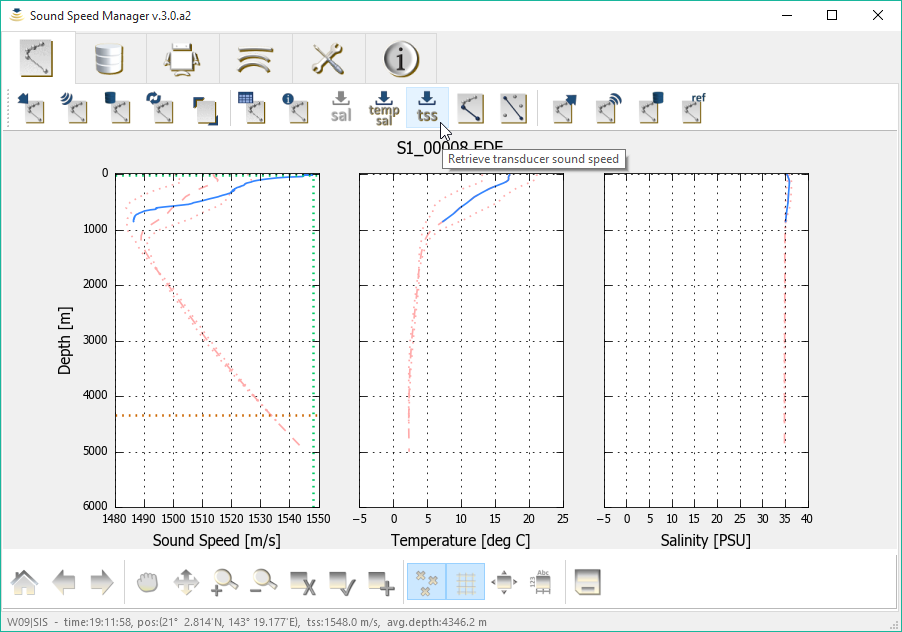 Sound Speed Manager v.3.0.a2
ref
sal
temp sal
tss
Retrieve transducer sound speed
0
1000
2000
3000
4000
5000
6000
Depth [m]
1480 1490 1500 1510 1520 1530 1540 1550
Sound Speed [m/s]
−5 0 5 10 15 20 25
Temperature [deg C]
−5 0 5 10 15 20 25 30 35 40
Salinity [PSU]
W09|SIS - time:19:11:58, pos:(21° 2.814'N, 143° 19.177'E), tss:1548.0 m/s, avg.depth:4346.2 m